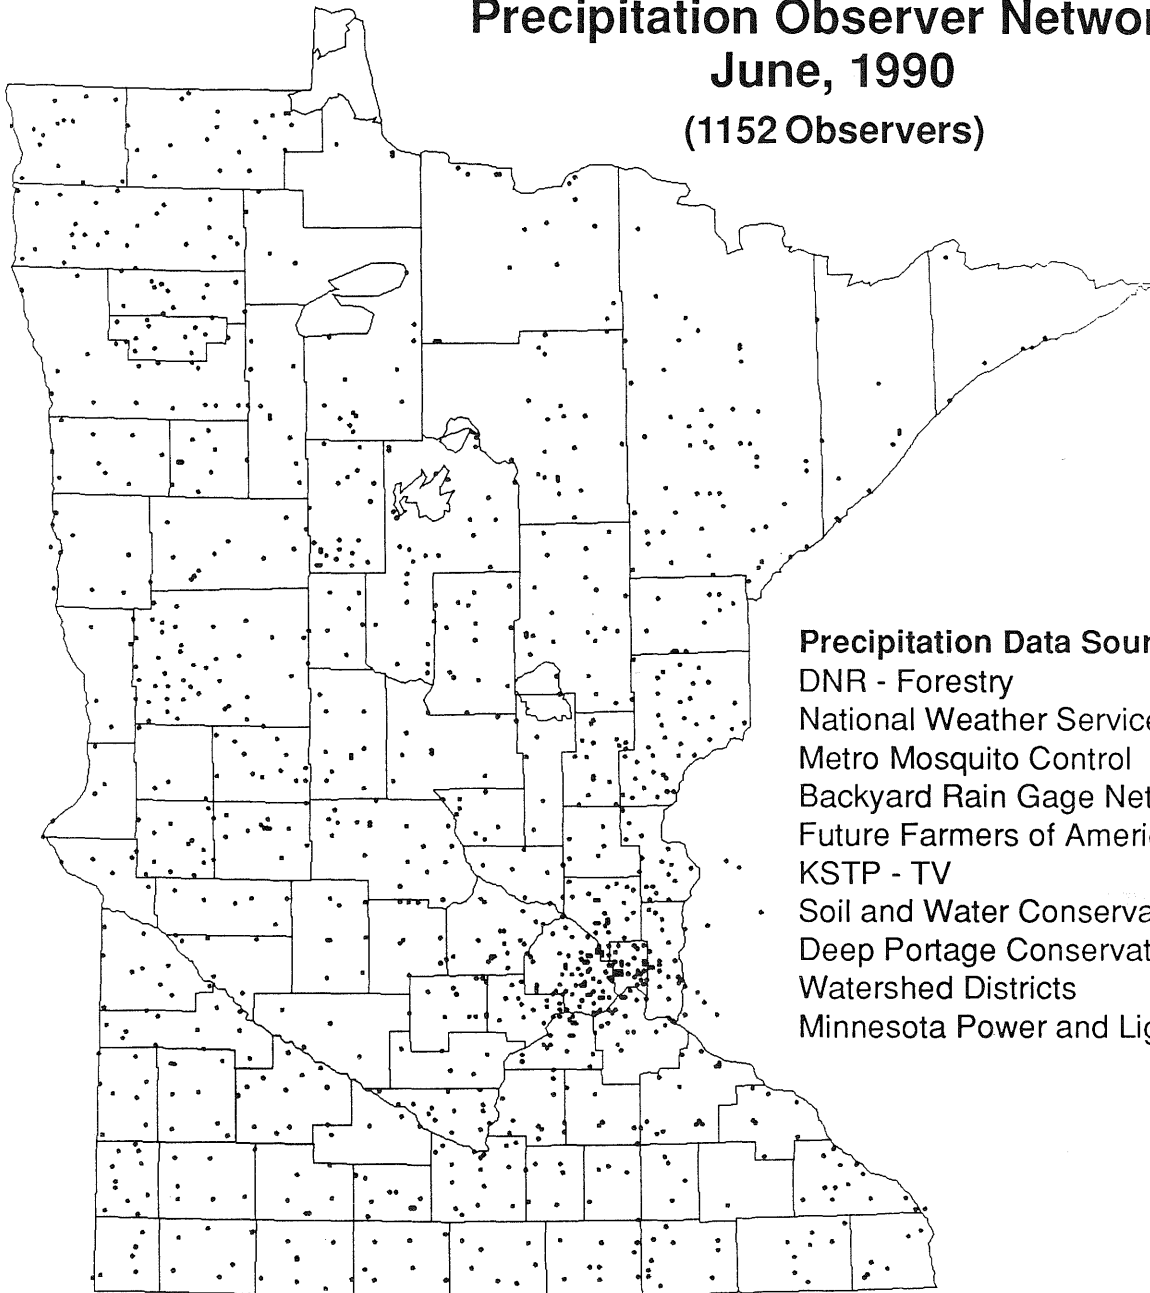 Precipitation Observer Networ
June, 1990
(1152 Observers)
Precipitation Data Sour
DNR - Forestry
National Weather Service
Metro Mosquito Control
Backyard Rain Gage Net
Future Farmers of Ameri
KSTP - TV
Soil and Water Conserva
Deep Portage Conservat
Watershed Districts
Minnesota Power and Lig